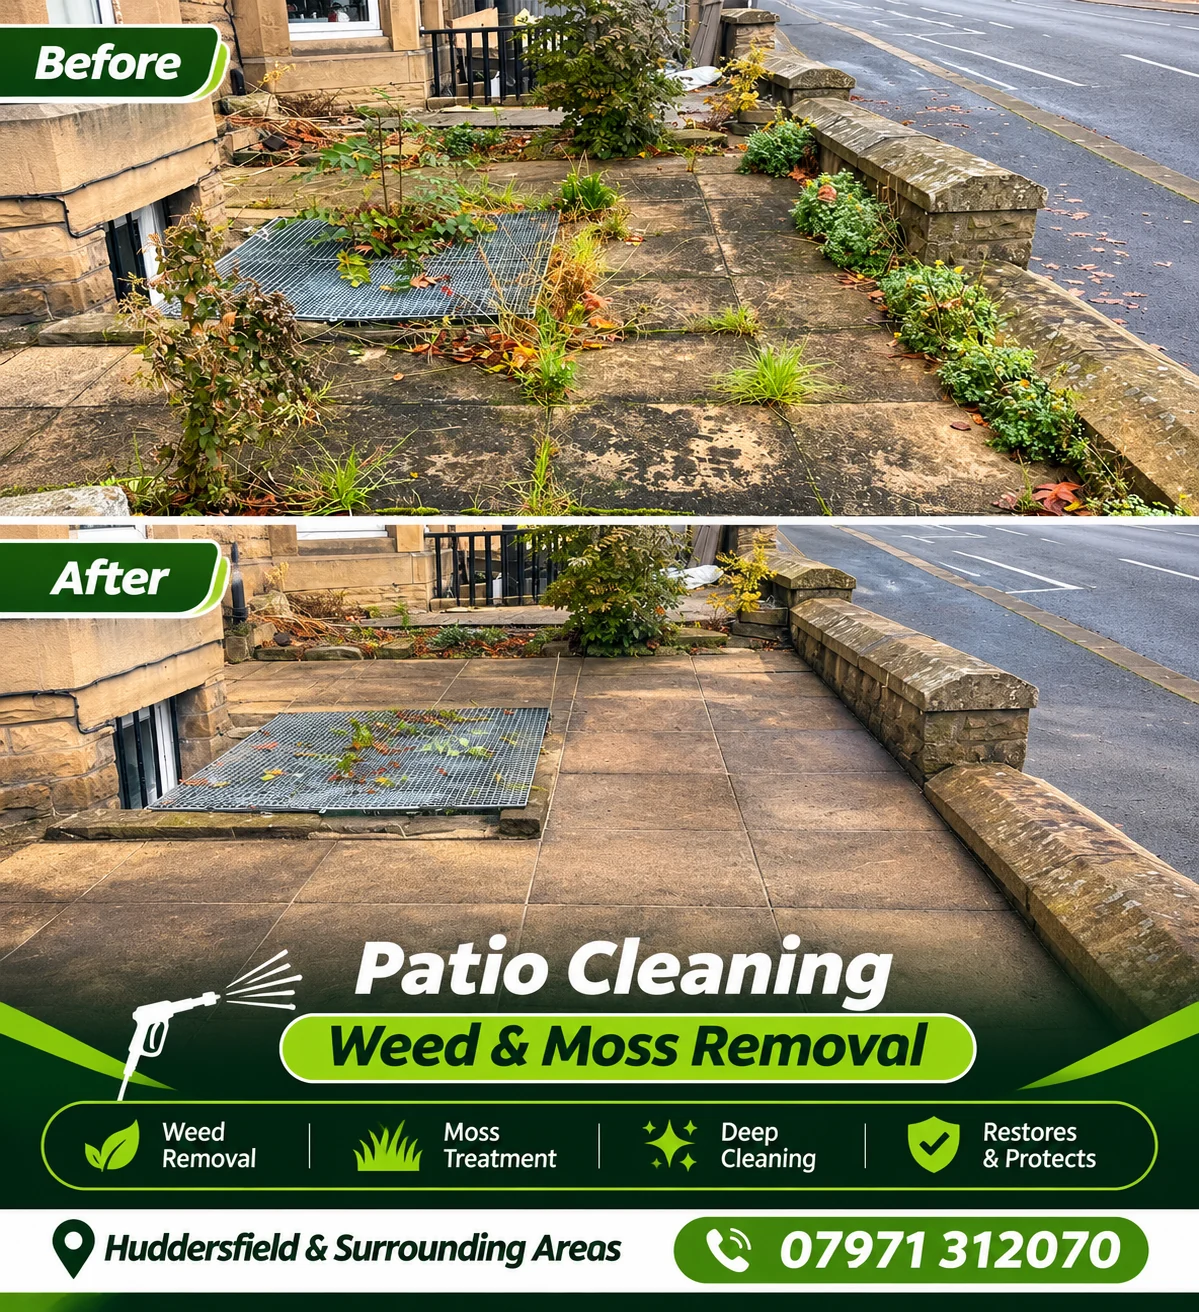 Before
After
Patio Cleaning
Weed & Moss Removal
Weed
Removal
Moss
Treatment
Deep
Cleaning
Restores
& Protects
Huddersfield & Surrounding Areas
07971 312070